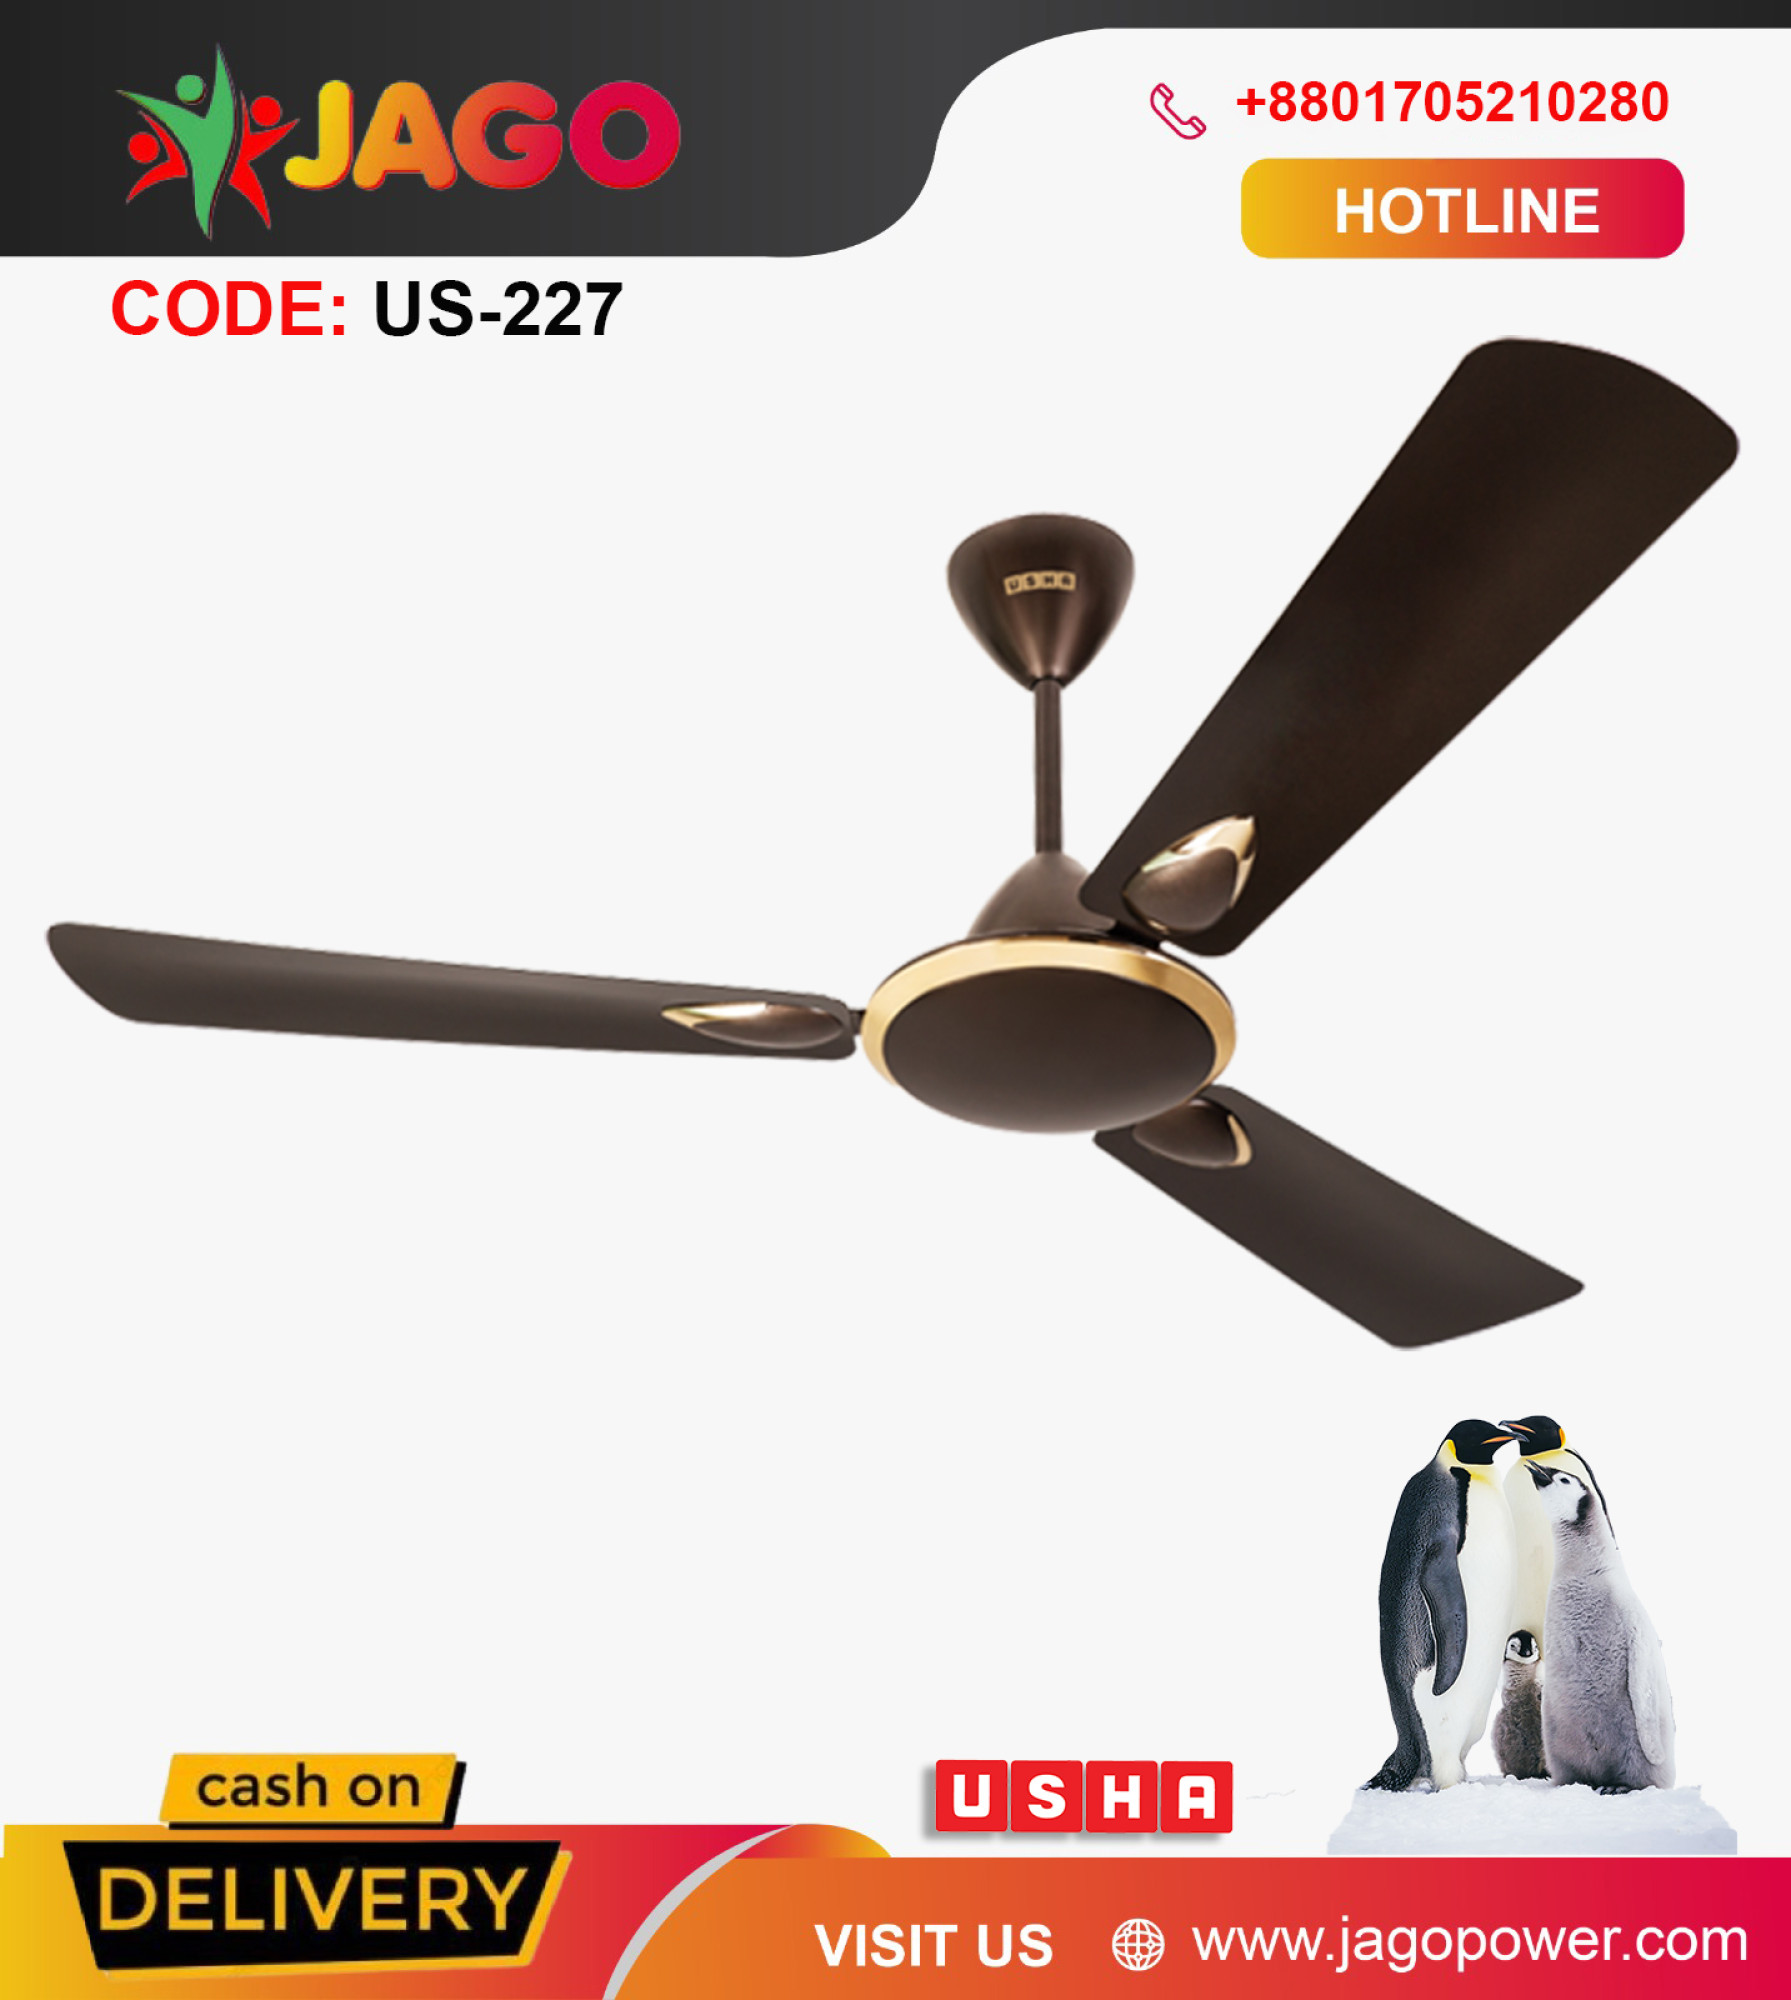 JAGO
+8801705210280
HOTLINE
CODE: US-227
USHA
cash on
DELIVERY
USHA
VISIT US
www.jagopower.com